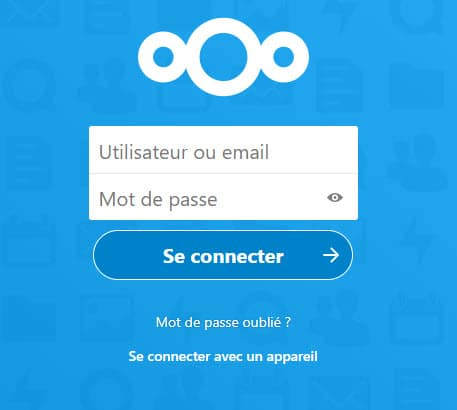 Utilisateur ou email
Mot de passe
Se connecter
Mot de passe oublié ?
Se connecter avec un appareil